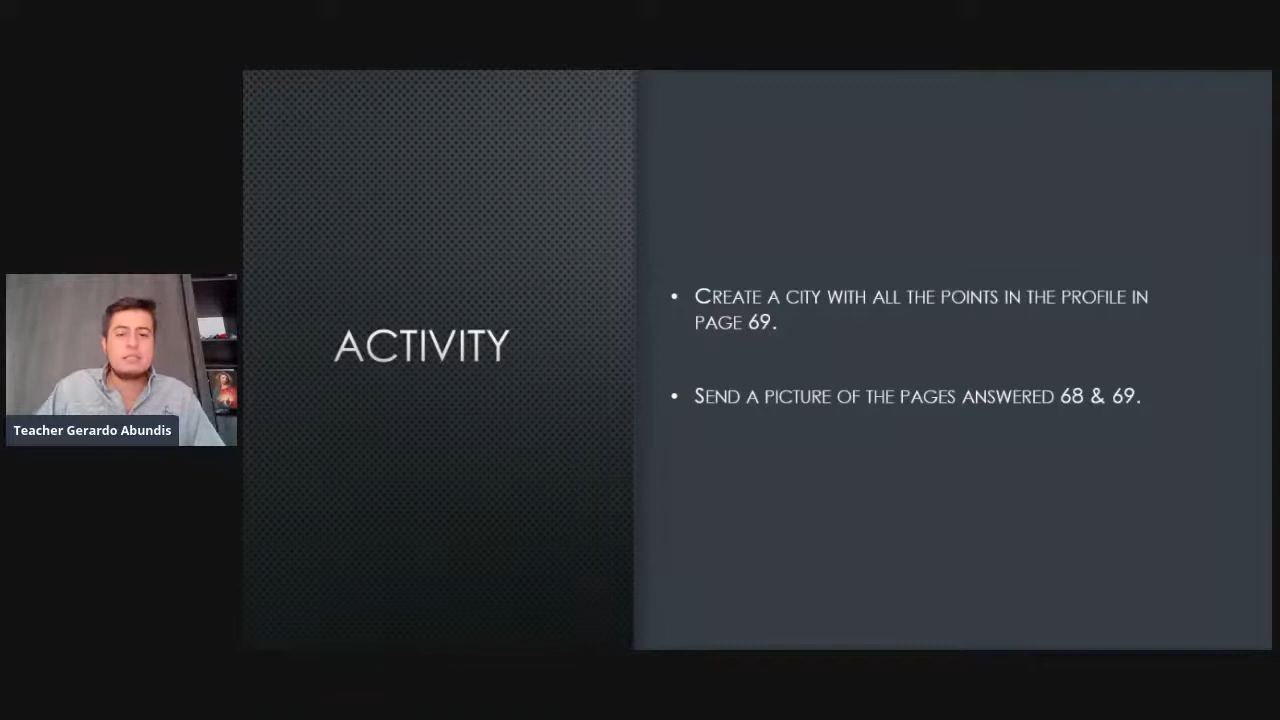 ACTIVITY
• CREATE A CITY WITH ALL THE POINTS IN THE PROFILE IN
PAGE 69.
• SEND A PICTURE OF THE PAGES ANSWERED 68 & 69.
Teacher Gerardo Abundis